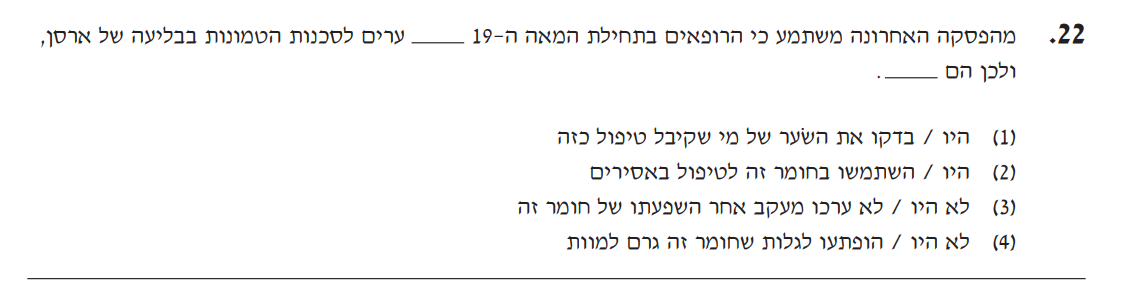 22. מהפסקה האחרונה משתמע כי הרופאים בתחילת המאה ה-19 _____ ערים לסכנות הטמונות בבליעה של ארסן,
ולכן הם _____ .
(1) היו / בדקו את השׂער של מי שקיבל טיפול כזה
(2) היו / השתמשו בחומר זה לטיפול באסירים
(3) לא היו / לא ערכו מעקב אחר השפעתו של חומר זה
(4) לא היו / הופתעו לגלות שחומר זה גרם למוות